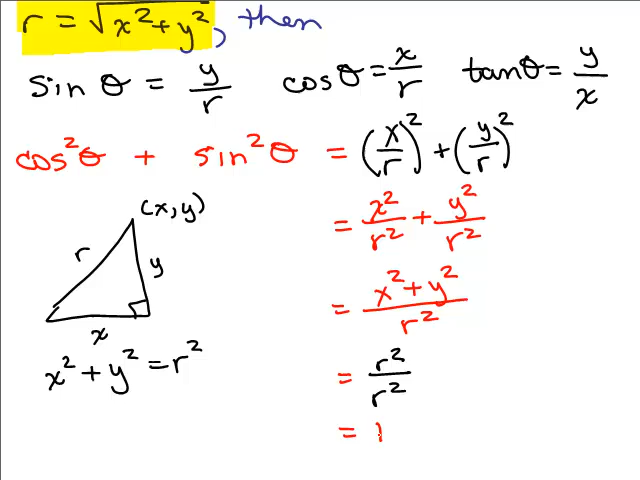 r = √x² + y², then
sin θ = y/r cos θ = x/r tan θ = y/x
cos²θ + sin²θ = (x/r)² + (y/r)²
(x, y)
= x²/r² + y²/r²
r
y
= x² + y²/r²
x
x² + y² = r²
= r²/r²
= 1